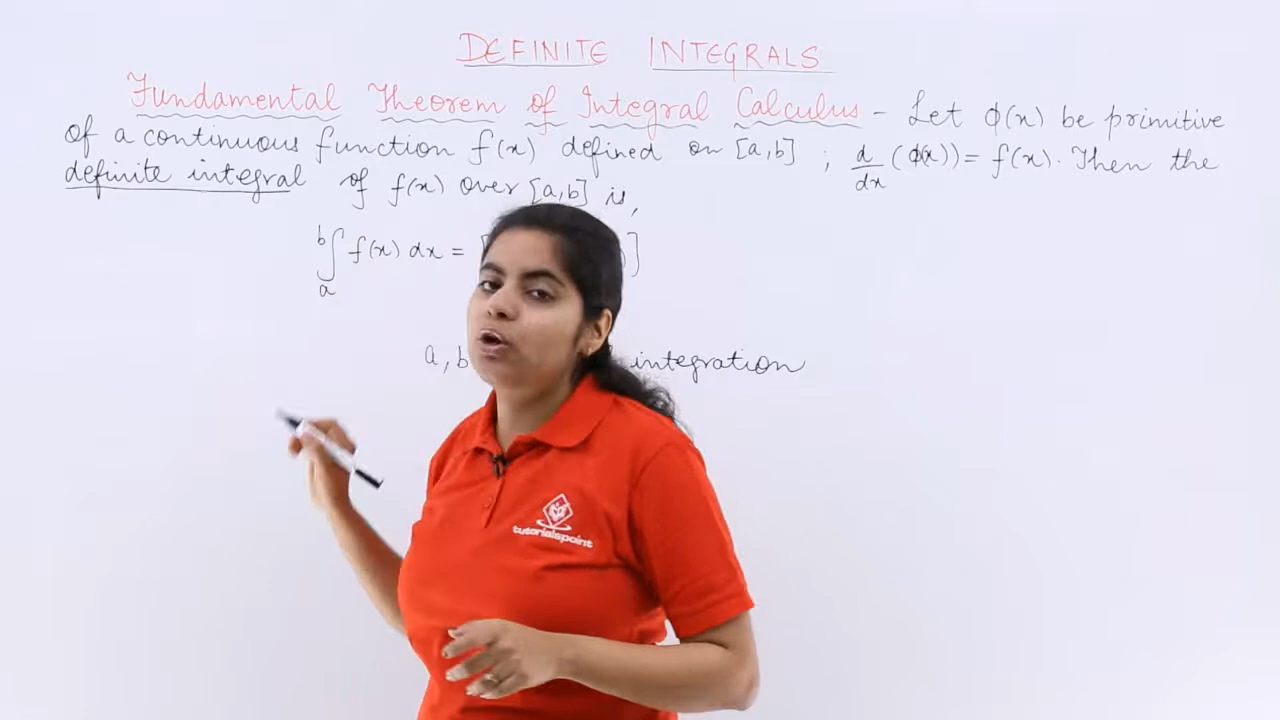 DEFINITE INTEGRALS
Fundamental Theorem of Integral Calculus - Let ϕ(x) be primitive
of a continuous function f(x) defined on [a,b] ; d/dx (ϕ(x)) = f(x). Then the
definite integral of f(x) over [a,b] is,
b∫a f(x) dx = [ ) ]
a, b integration
tutorialspoint